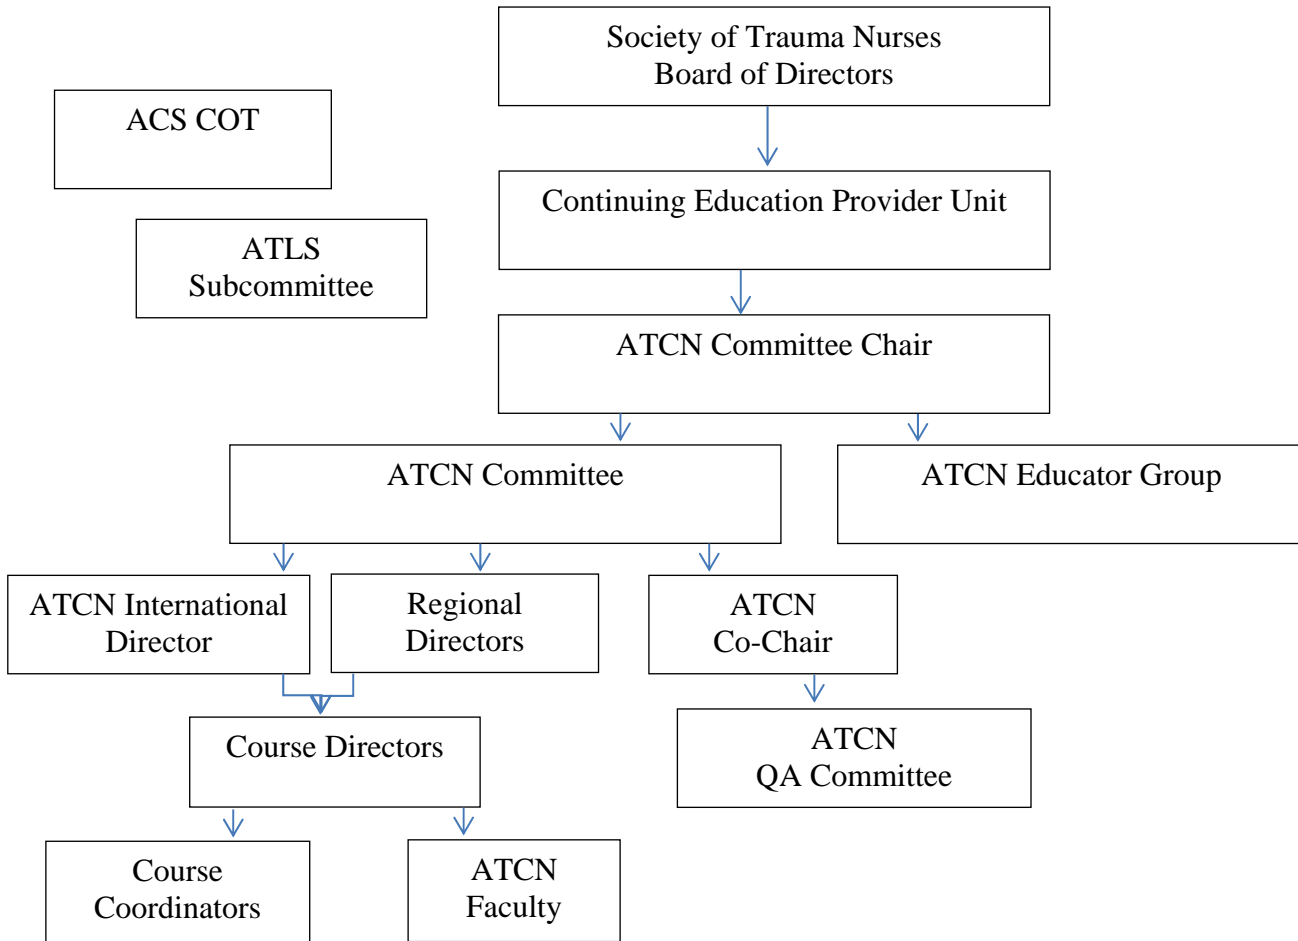 Society of Trauma Nurses
Board of Directors
ACS COT
Continuing Education Provider Unit
ATLS
Subcommittee
ATCN Committee Chair
ATCN Committee
ATCN Educator Group
ATCN International
Director
Regional
Directors
ATCN
Co-Chair
Course Directors
ATCN
QA Committee
Course
Coordinators
ATCN
Faculty